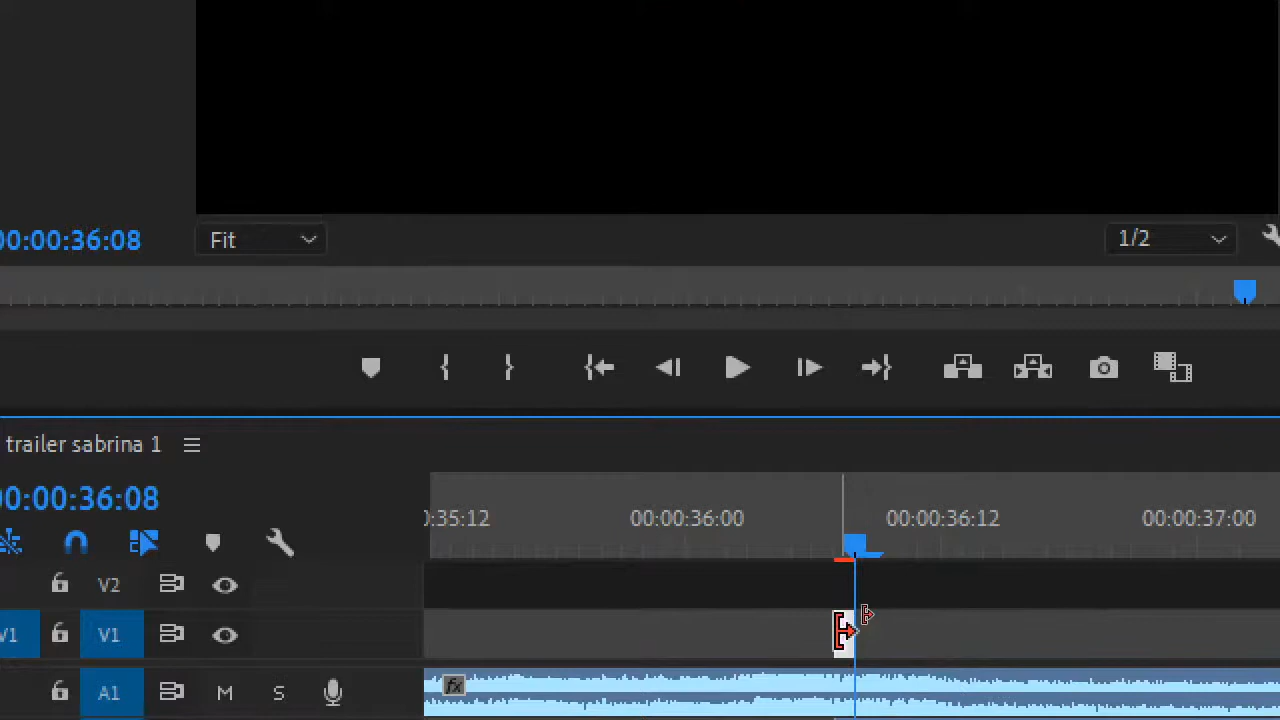 00:00:36:08 Fit 1/2
trailer sabrina 1
00:00:36:08
0:35:12 00:00:36:00 00:00:36:12 00:00:37:00
V2
V1 V1
A1 M S fx